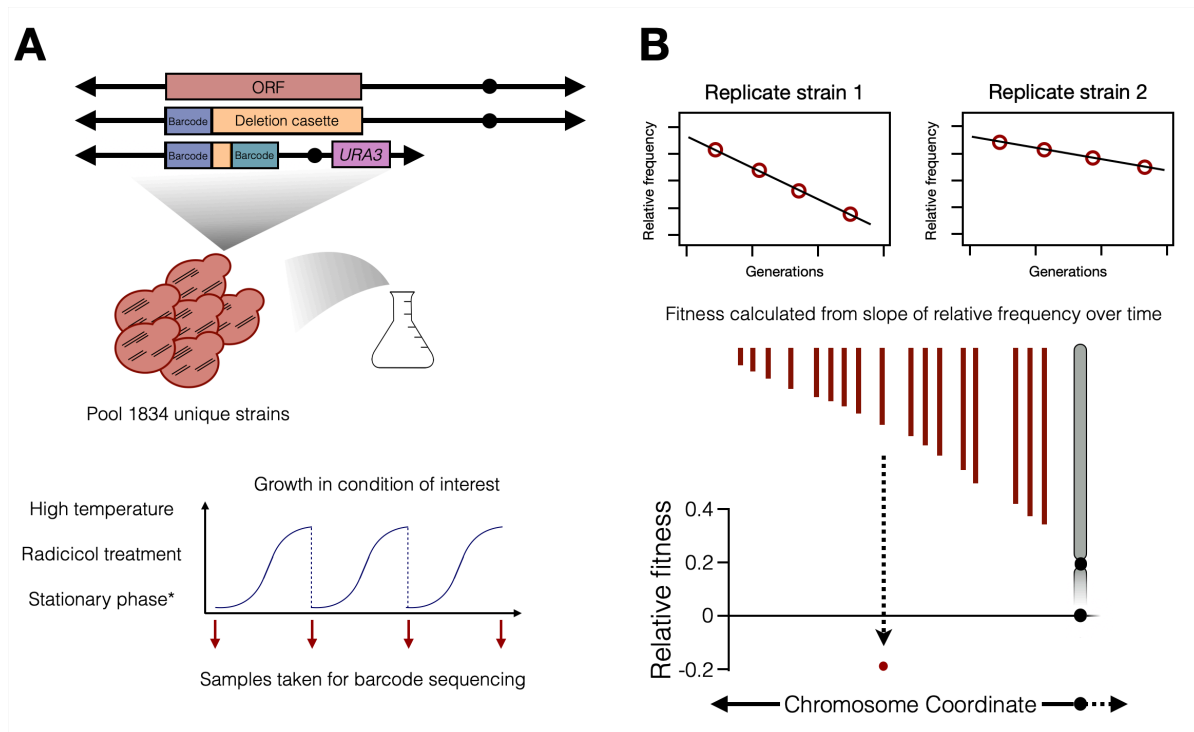 A
ORF
Barcode
Deletion casette
Barcode
Barcode
URA3
Pool 1834 unique strains
Growth in condition of interest
High temperature
Radicicol treatment
Stationary phase*
Samples taken for barcode sequencing
B
Replicate strain 1
Replicate strain 2
Relative frequency
Relative frequency
Generations
Generations
Fitness calculated from slope of relative frequency over time
Relative fitness
0.4
0.2
0
-0.2
Chromosome Coordinate